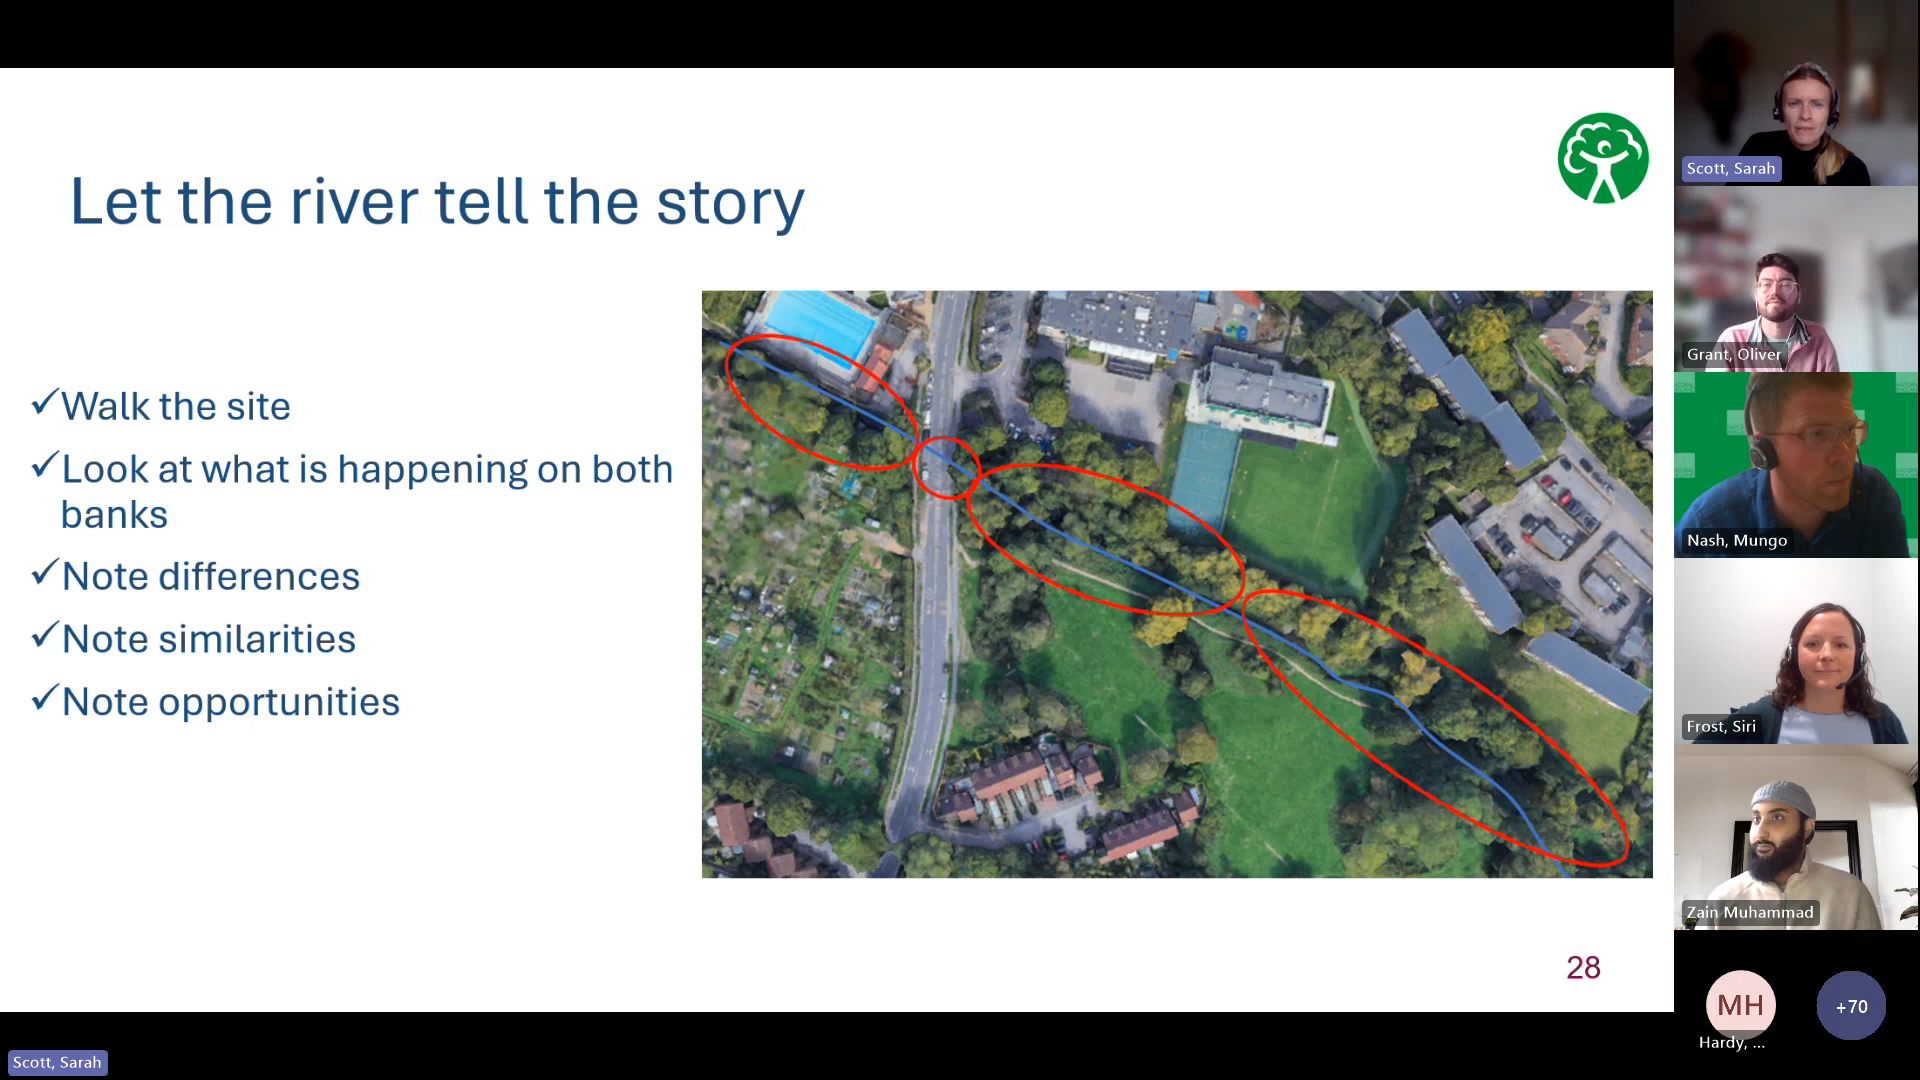 Let the river tell the story
✓Walk the site
✓Look at what is happening on both
banks
✓Note differences
✓Note similarities
✓Note opportunities
28
Scott, Sarah
Scott, Sarah
Grant, Oliver
Nash, Mungo
Frost, Siri
Zain Muhammad
MH
Hardy, ...
+70